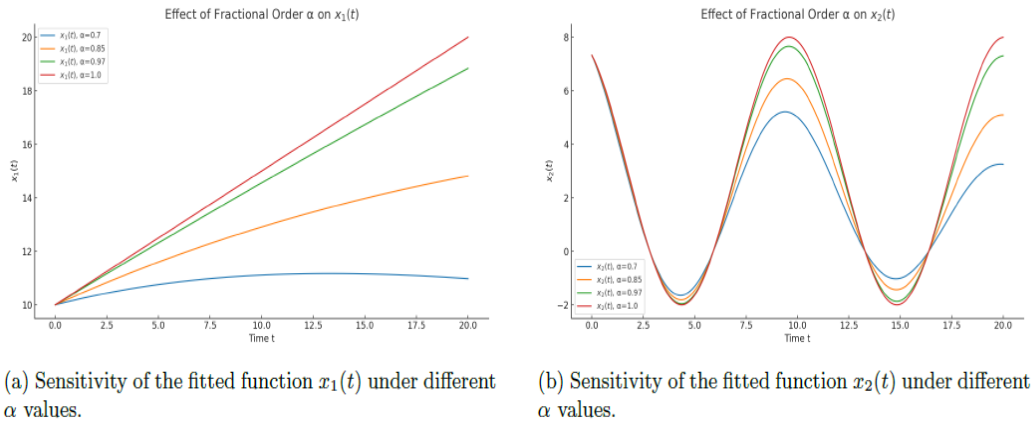 Effect of Fractional Order α on x₁(t)
x₁(t), α=0.7
x₁(t), α=0.85
x₁(t), α=0.97
x₁(t), α=1.0
20
18
16
14
12
10
x₁(t)
0.0 2.5 5.0 7.5 10.0 12.5 15.0 17.5 20.0
Time t
Effect of Fractional Order α on x₂(t)
8
6
4
2
0
−2
x₂(t)
x₂(t), α=0.7
x₂(t), α=0.85
x₂(t), α=0.97
x₂(t), α=1.0
0.0 2.5 5.0 7.5 10.0 12.5 15.0 17.5 20.0
Time t
(a) Sensitivity of the fitted function x₁(t) under different
α values.
(b) Sensitivity of the fitted function x₂(t) under different
α values.